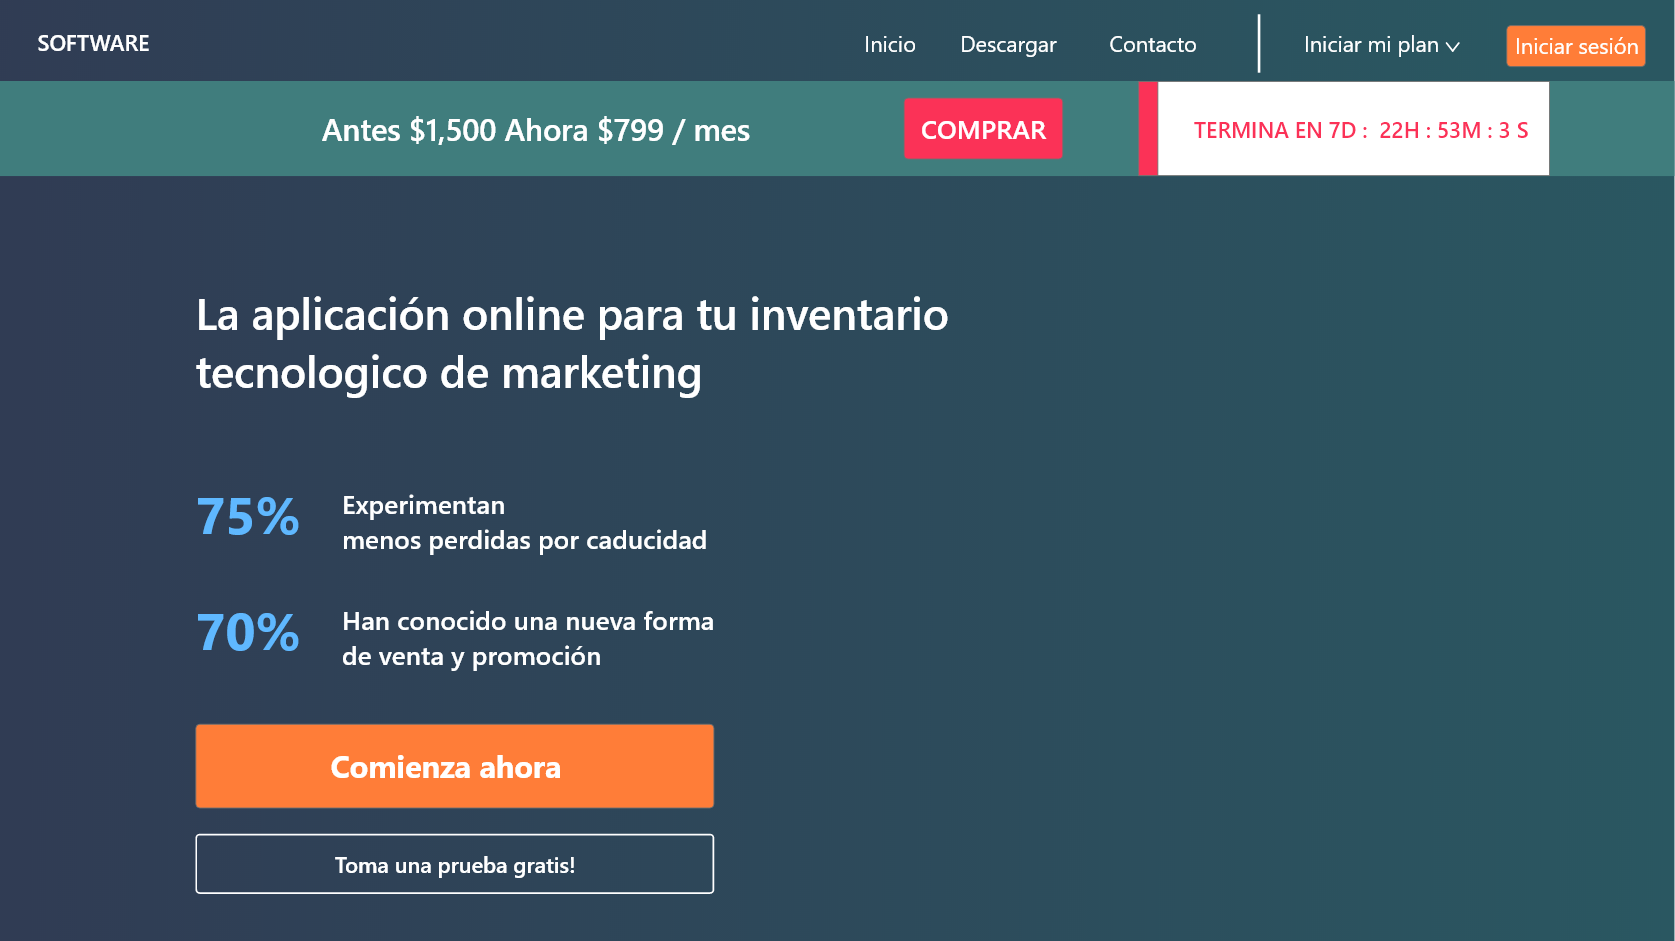 SOFTWARE
Inicio Descargar Contacto Iniciar mi plan Iniciar sesión
Antes $1,500 Ahora $799 / mes COMPRAR TERMINA EN 7D : 22H : 53M : 3 S
La aplicación online para tu inventario
tecnologico de marketing
75% Experimentan
menos perdidas por caducidad
70% Han conocido una nueva forma
de venta y promoción
Comienza ahora
Toma una prueba gratis!